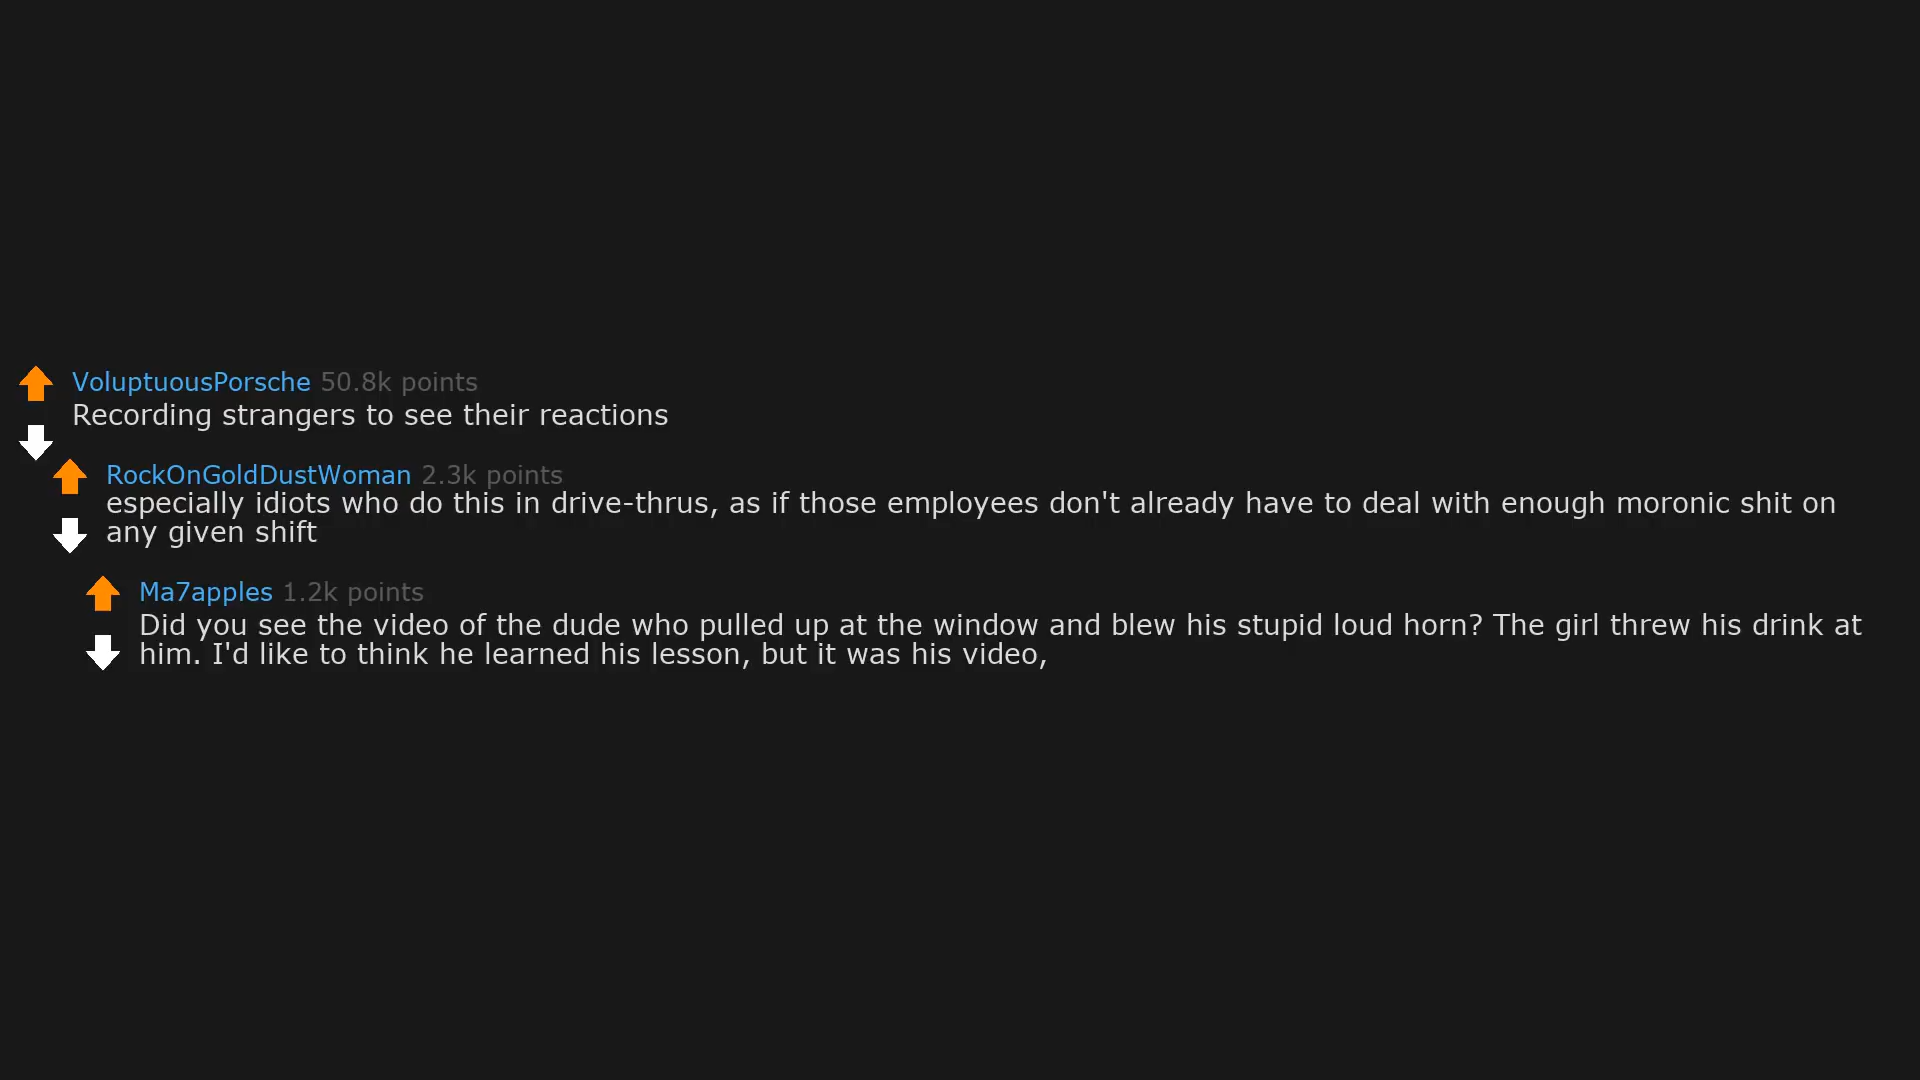 VoluptuousPorsche 50.8k points
Recording strangers to see their reactions
RockOnGoldDustWoman 2.3k points
especially idiots who do this in drive-thrus, as if those employees don't already have to deal with enough moronic shit on
any given shift
Ma7apples 1.2k points
Did you see the video of the dude who pulled up at the window and blew his stupid loud horn? The girl threw his drink at
him. I'd like to think he learned his lesson, but it was his video,